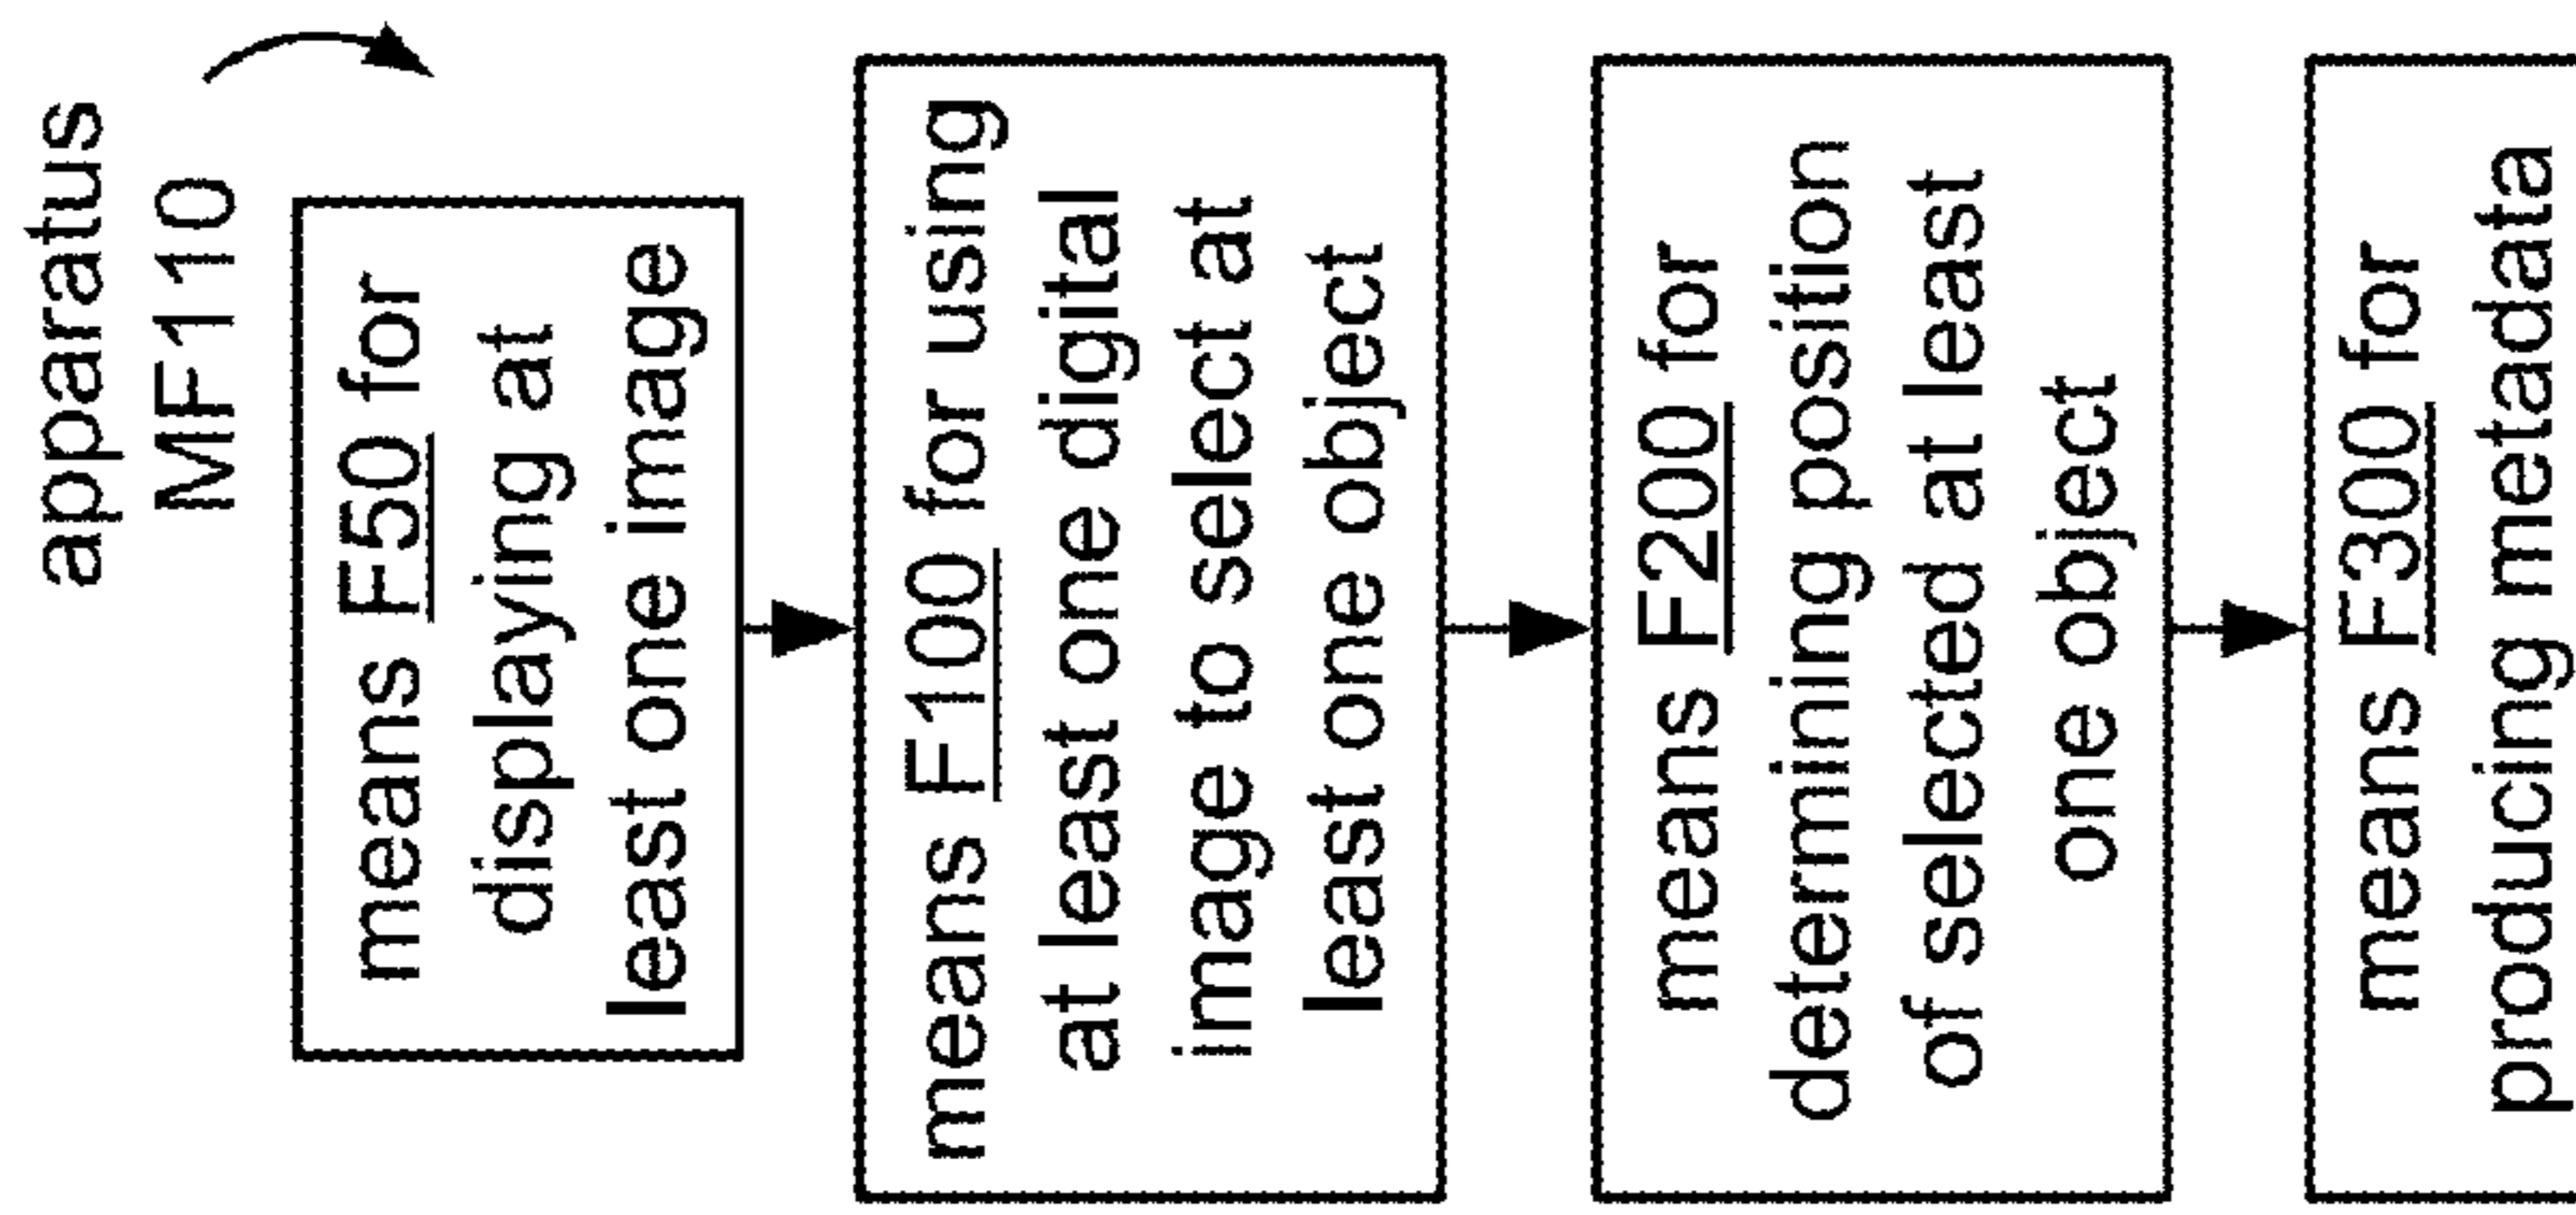 apparatus
MF110
means F50 for
displaying at
least one image
means F100 for using
at least one digital
image to select at
least one object
means F200 for
determining position
of selected at least
one object
means F300 for
producing metadata